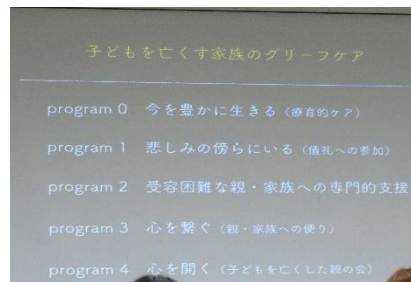 子どもを亡くす家族のグリーフケア
program 0 今を豊かに生きる（療育的ケア）
program 1 悲しみの傍らにいる（儀礼への参加）
program 2 受容困難な親・家族への専門的支援
program 3 心を繋ぐ（親・家族への便り）
program 4 心を開く（子どもを亡くした親の会）